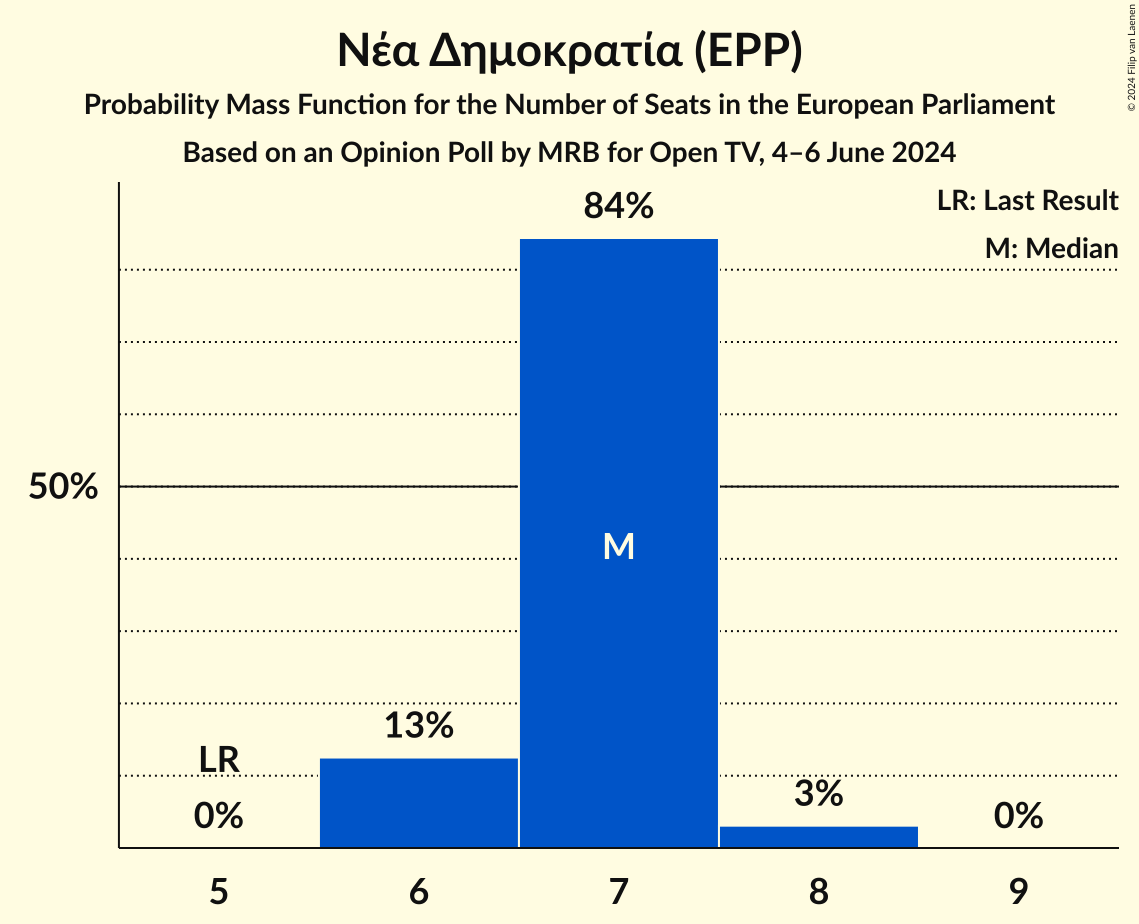 Νέα Δημοκρατία (EPP)
Probability Mass Function for the Number of Seats in the European Parliament
Based on an Opinion Poll by MRB for Open TV, 4–6 June 2024
© 2024 Filip van Laenen
LR: Last Result
M: Median
84%
50%
M
13%
LR
3%
0%
0%
5 6 7 8 9